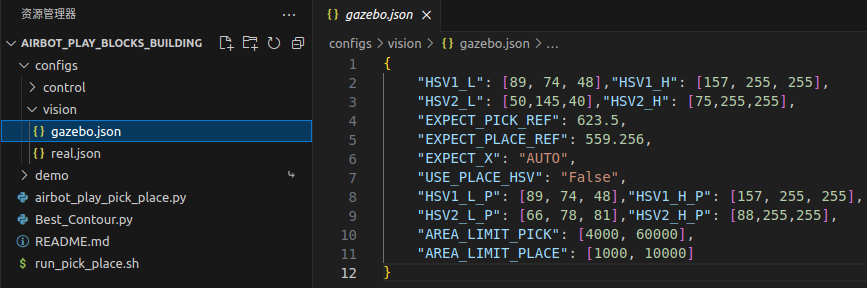 资源管理器
AIRBOT_PLAY_BLOCKS_BUILDING
configs
control
vision
gazebo.json
real.json
demo
airbot_play_pick_place.py
Best_Contour.py
README.md
run_pick_place.sh
gazebo.json
configs > vision > {} gazebo.json > ...
1 {
2 "HSV1_L": [89, 74, 48],"HSV1_H": [157, 255, 255],
3 "HSV2_L": [50,145,40],"HSV2_H": [75,255,255],
4 "EXPECT_PICK_REF": 623.5,
5 "EXPECT_PLACE_REF": 559.256,
6 "EXPECT_X": "AUTO",
7 "USE_PLACE_HSV": "False",
8 "HSV1_L_P": [89, 74, 48],"HSV1_H_P": [157, 255, 255],
9 "HSV2_L_P": [66, 78, 81],"HSV2_H_P": [88,255,255],
10 "AREA_LIMIT_PICK": [4000, 60000],
11 "AREA_LIMIT_PLACE": [1000, 10000]
12 }